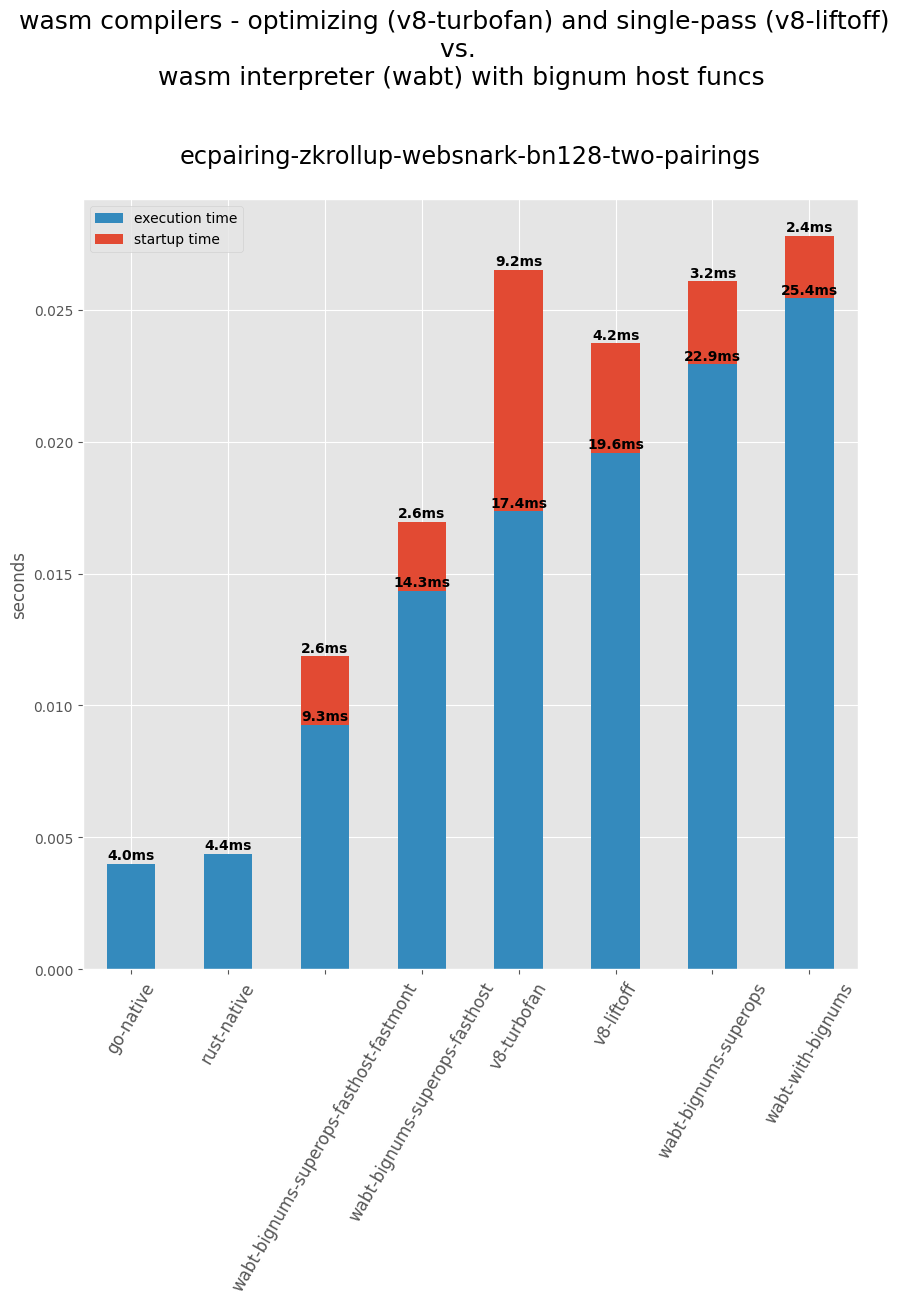 wasm compilers - optimizing (v8-turbofan) and single-pass (v8-liftoff)
vs.
wasm interpreter (wabt) with bignum host funcs
ecpairing-zkrollup-websnark-bn128-two-pairings
execution time
startup time
seconds
0.025
0.020
0.015
0.010
0.005
0.000
4.0ms
4.4ms
2.6ms
9.3ms
2.6ms
14.3ms
9.2ms
17.4ms
4.2ms
19.6ms
3.2ms
22.9ms
2.4ms
25.4ms
go-native
rust-native
wabt-bignums-superops-fasthost-fastmont
wabt-bignums-superops-fasthost
v8-turbofan
v8-liftoff
wabt-bignums-superops
wabt-with-bignums